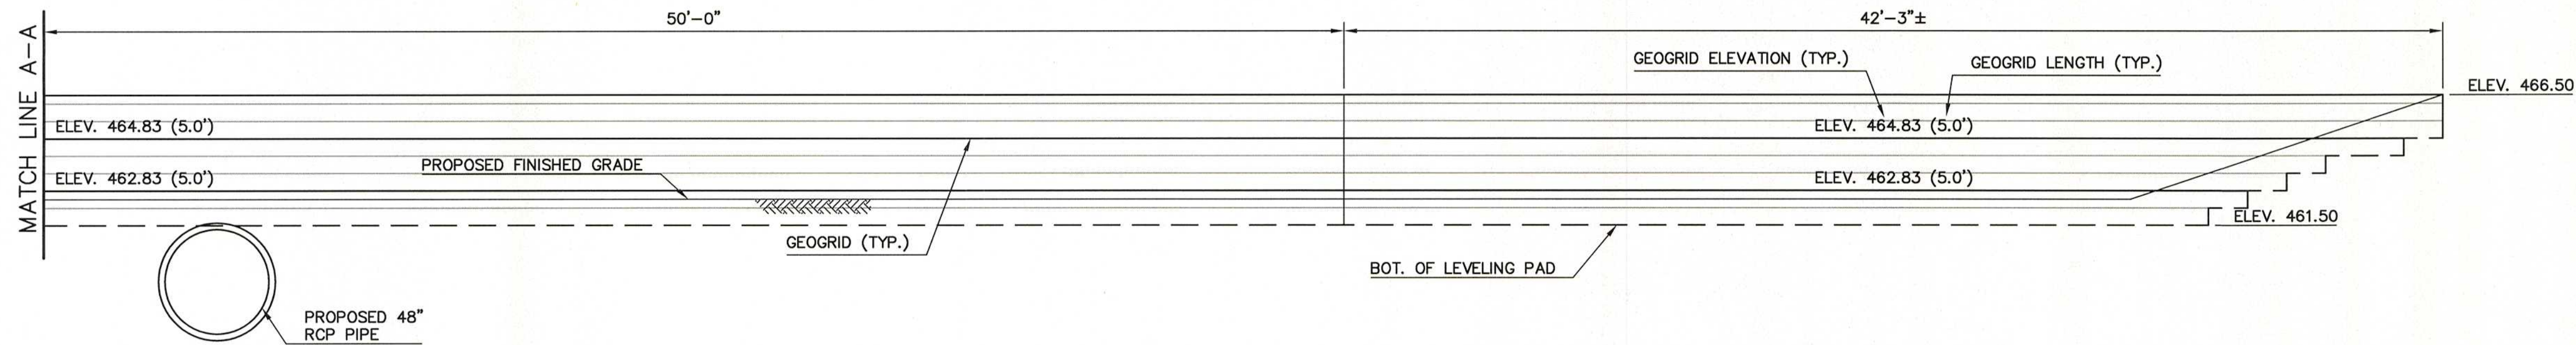 50'-0"
42'-3"±
MATCH LINE A-A
GEOGRID ELEVATION (TYP.)
GEOGRID LENGTH (TYP.)
ELEV. 466.50
ELEV. 464.83 (5.0')
ELEV. 464.83 (5.0')
PROPOSED FINISHED GRADE
ELEV. 462.83 (5.0')
ELEV. 462.83 (5.0')
ELEV. 461.50
GEOGRID (TYP.)
BOT. OF LEVELING PAD
PROPOSED 48"
RCP PIPE